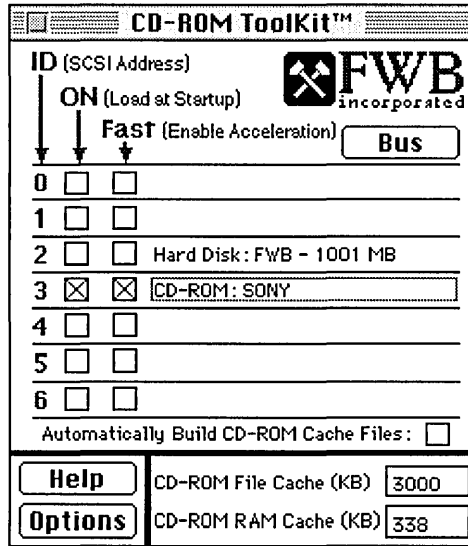 CD-ROM ToolKit™
ID (SCSI Address)
FWB
incorporated
ON (Load at Startup)
Fast (Enable Acceleration)
Bus
0
1
2 Hard Disk: FWB - 1001 MB
3 CD-ROM: SONY
4
5
6
Automatically Build CD-ROM Cache Files:
Help
CD-ROM File Cache (KB) 3000
Options
CD-ROM RAM Cache (KB) 338